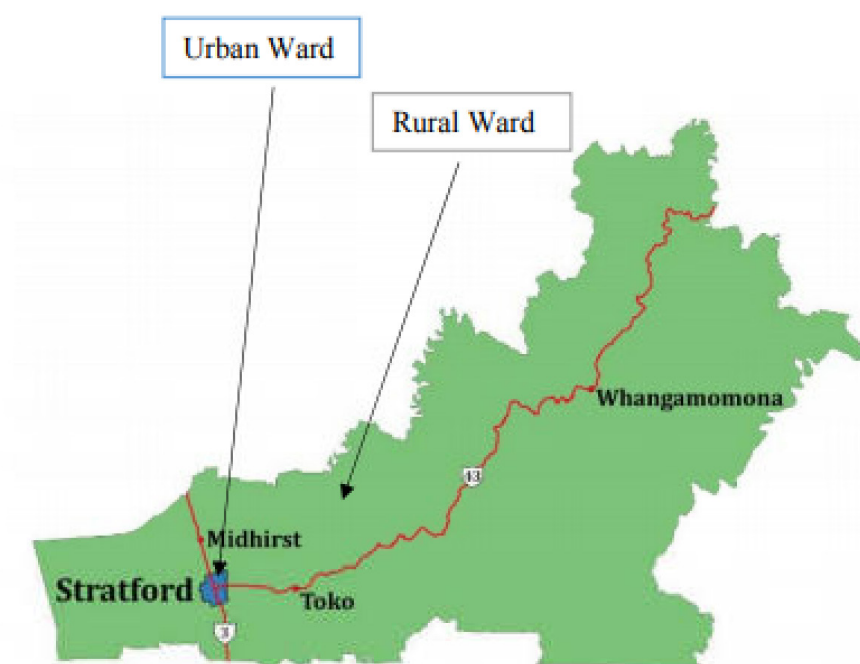 Urban Ward
Rural Ward
Whangamomona
43
Midhirst
Stratford
Toko
3